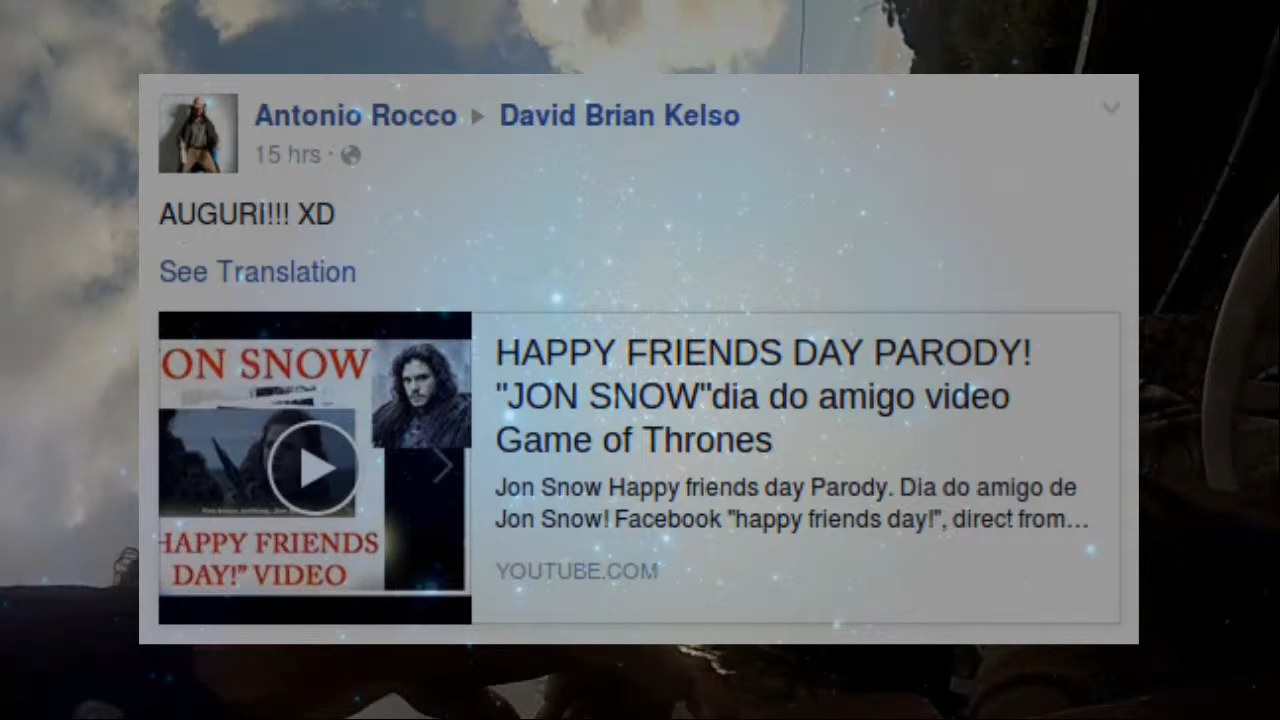 Antonio Rocco ▶ David Brian Kelso
15 hrs ·
AUGURI!!! XD
See Translation
ON SNOW
HAPPY FRIENDS
DAY!" VIDEO
HAPPY FRIENDS DAY PARODY!
"JON SNOW"dia do amigo video
Game of Thrones
Jon Snow Happy friends day Parody. Dia do amigo de
Jon Snow! Facebook "happy friends day!", direct from...
YOUTUBE.COM